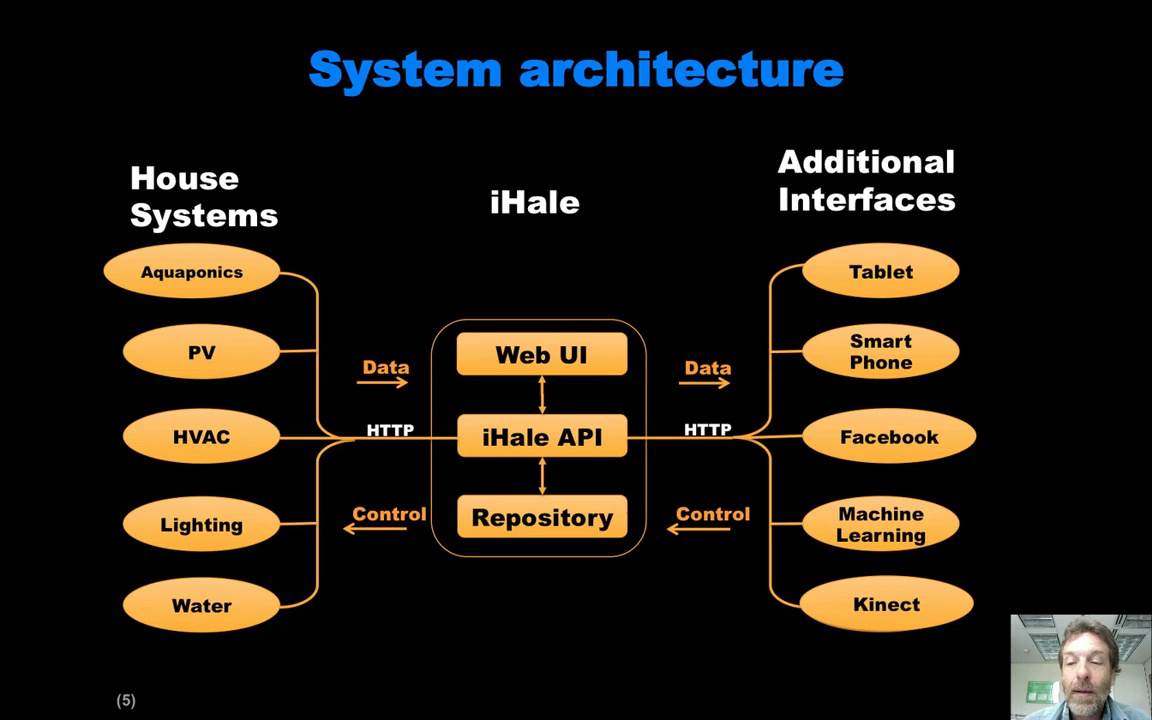 System architecture
House
Systems
iHale
Additional
Interfaces
Aquaponics
PV
HVAC
Lighting
Water
Data
HTTP
Control
Web UI
iHale API
Repository
Data
HTTP
Control
Tablet
Smart
Phone
Facebook
Machine
Learning
Kinect
(5)